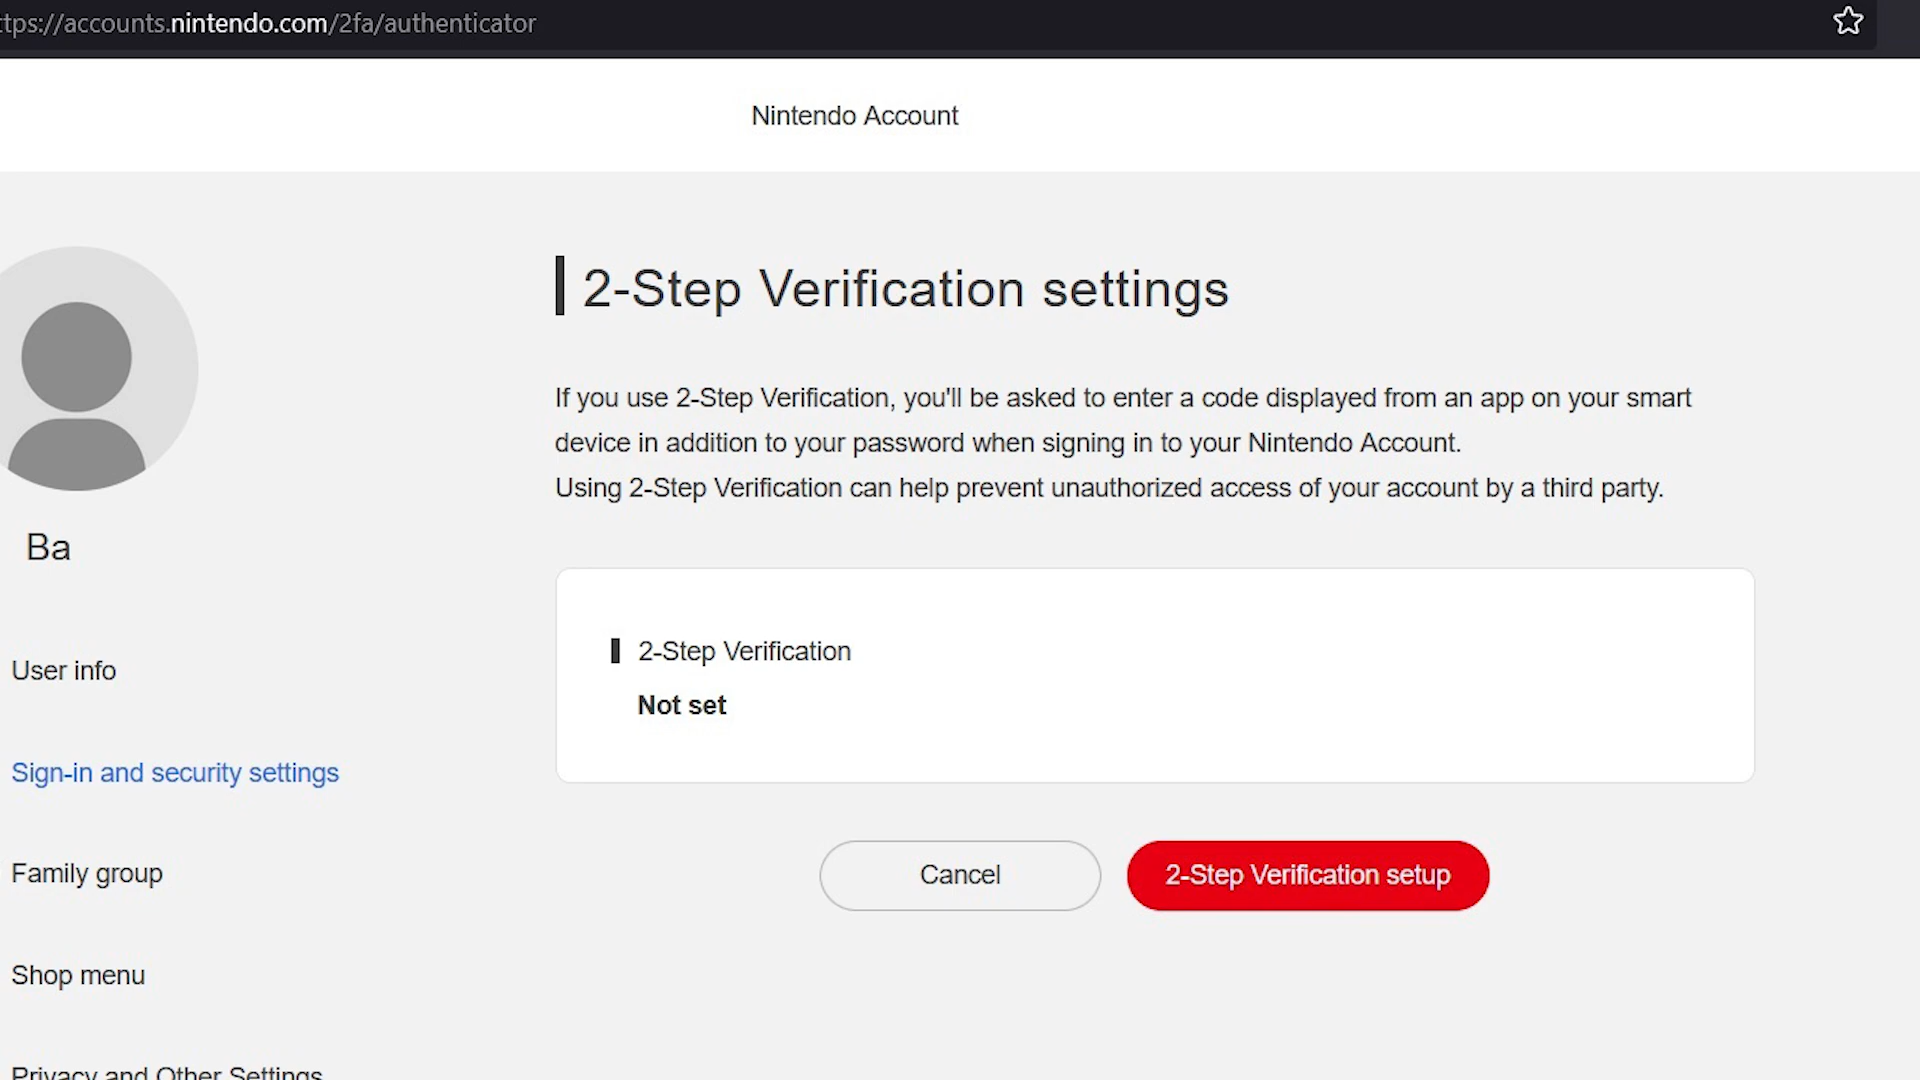 ttps://accounts.nintendo.com/2fa/authenticator
Nintendo Account
2-Step Verification settings
If you use 2-Step Verification, you'll be asked to enter a code displayed from an app on your smart
device in addition to your password when signing in to your Nintendo Account.
Using 2-Step Verification can help prevent unauthorized access of your account by a third party.
Ba
2-Step Verification
Not set
User info
Sign-in and security settings
Cancel
2-Step Verification setup
Family group
Shop menu
Privacy and Other Settings